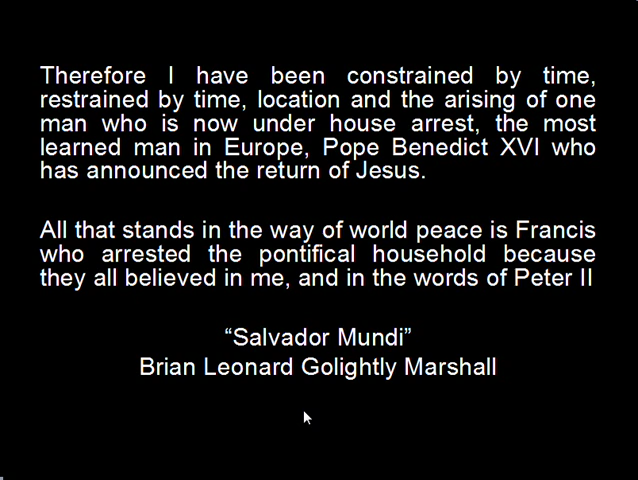 Therefore I have been constrained by time,
restrained by time, location and the arising of one
man who is now under house arrest, the most
learned man in Europe, Pope Benedict XVI who
has announced the return of Jesus.
All that stands in the way of world peace is Francis
who arrested the pontifical household because
they all believed in me, and in the words of Peter II
“Salvador Mundi”
Brian Leonard Golightly Marshall